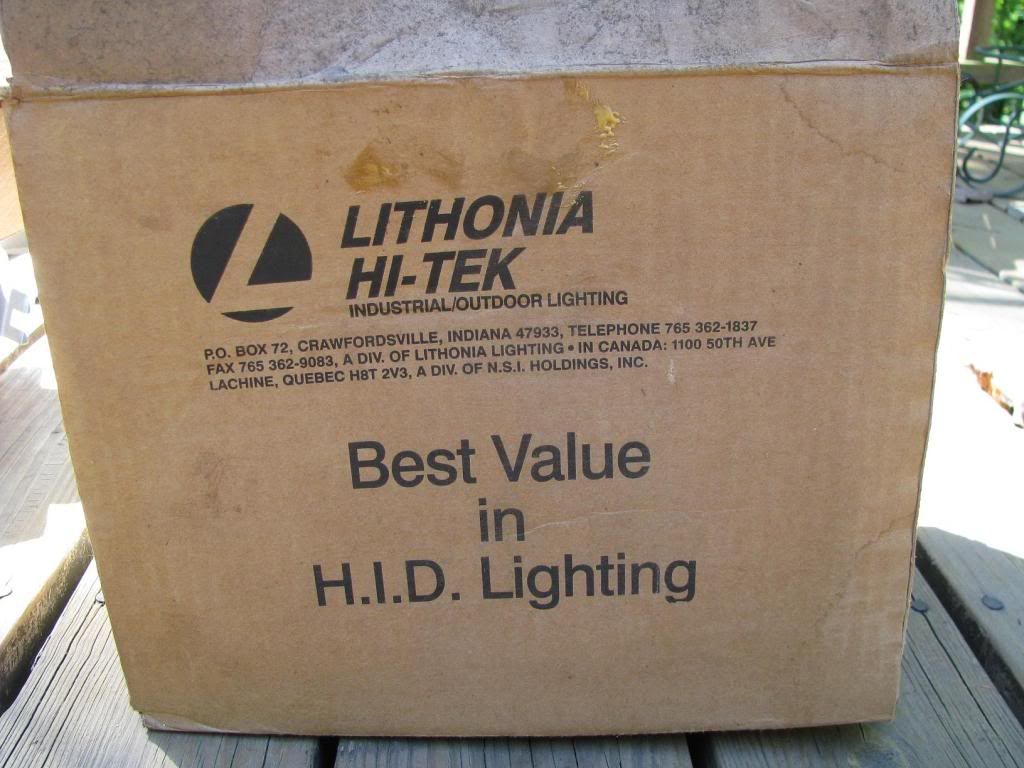 LITHONIA
HI-TEK
INDUSTRIAL/OUTDOOR LIGHTING
P.O. BOX 72, CRAWFORDSVILLE, INDIANA 47933, TELEPHONE 765 362-1837
FAX 765 362-9083, A DIV. OF LITHONIA LIGHTING • IN CANADA: 1100 50TH AVE
LACHINE, QUEBEC H8T 2V3, A DIV. OF N.S.I. HOLDINGS, INC.
Best Value
in
H.I.D. Lighting